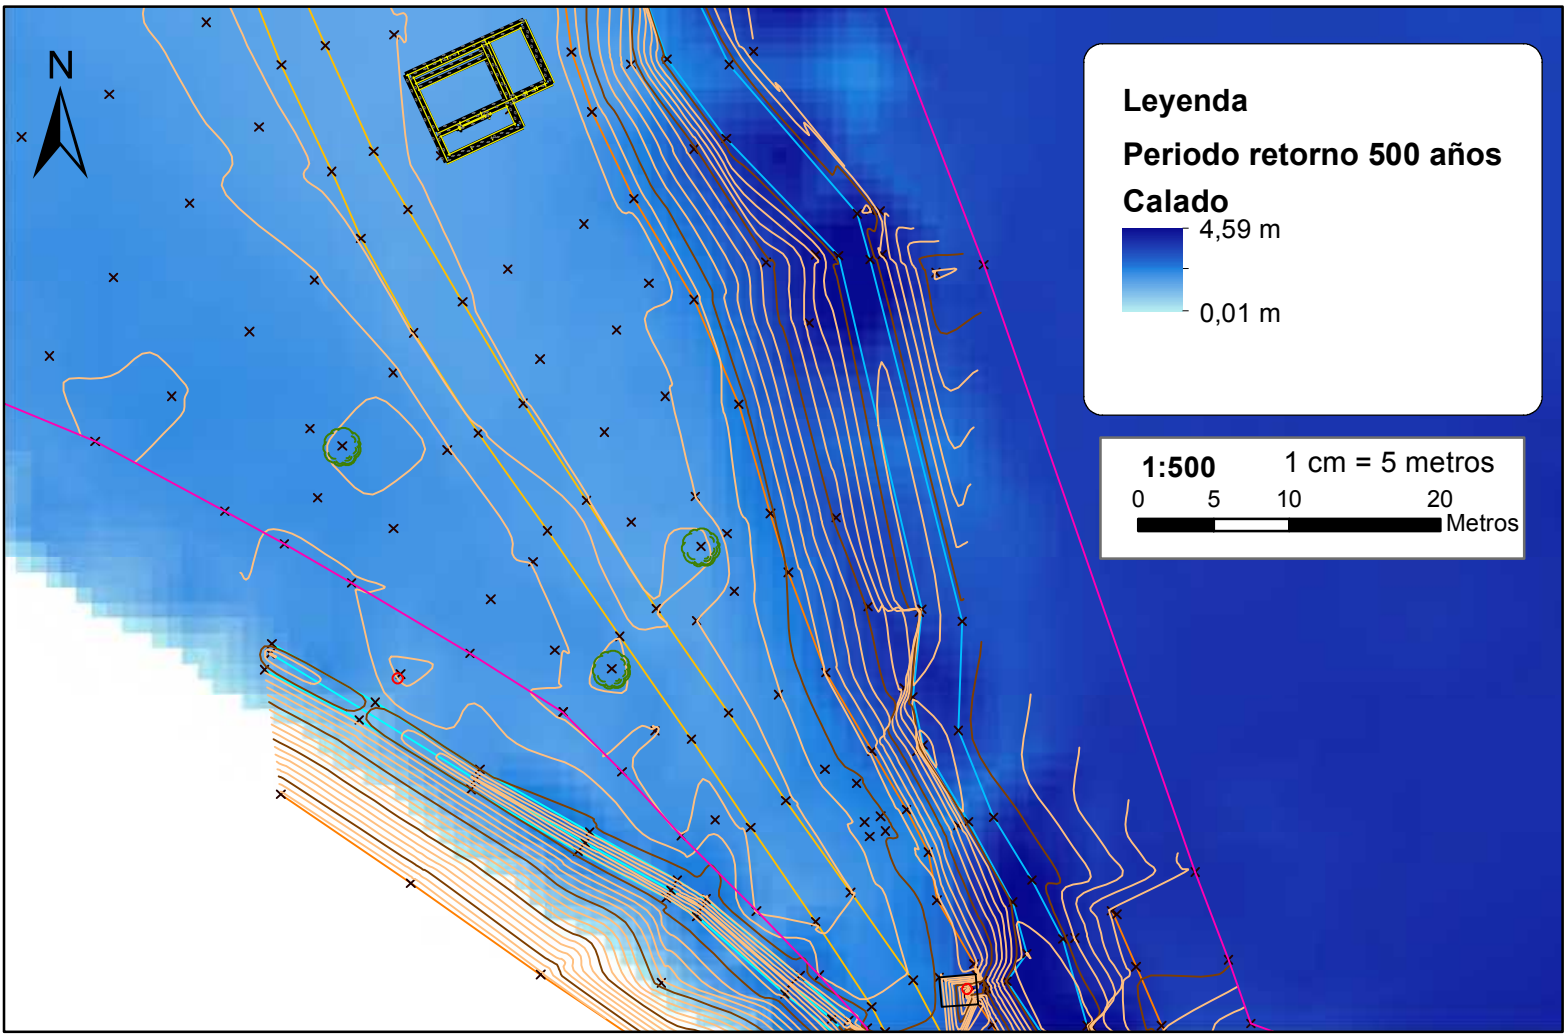 N
Leyenda
Periodo retorno 500 años
Calado
4,59 m
0,01 m
1:500 1 cm = 5 metros
0 5 10 20
Metros